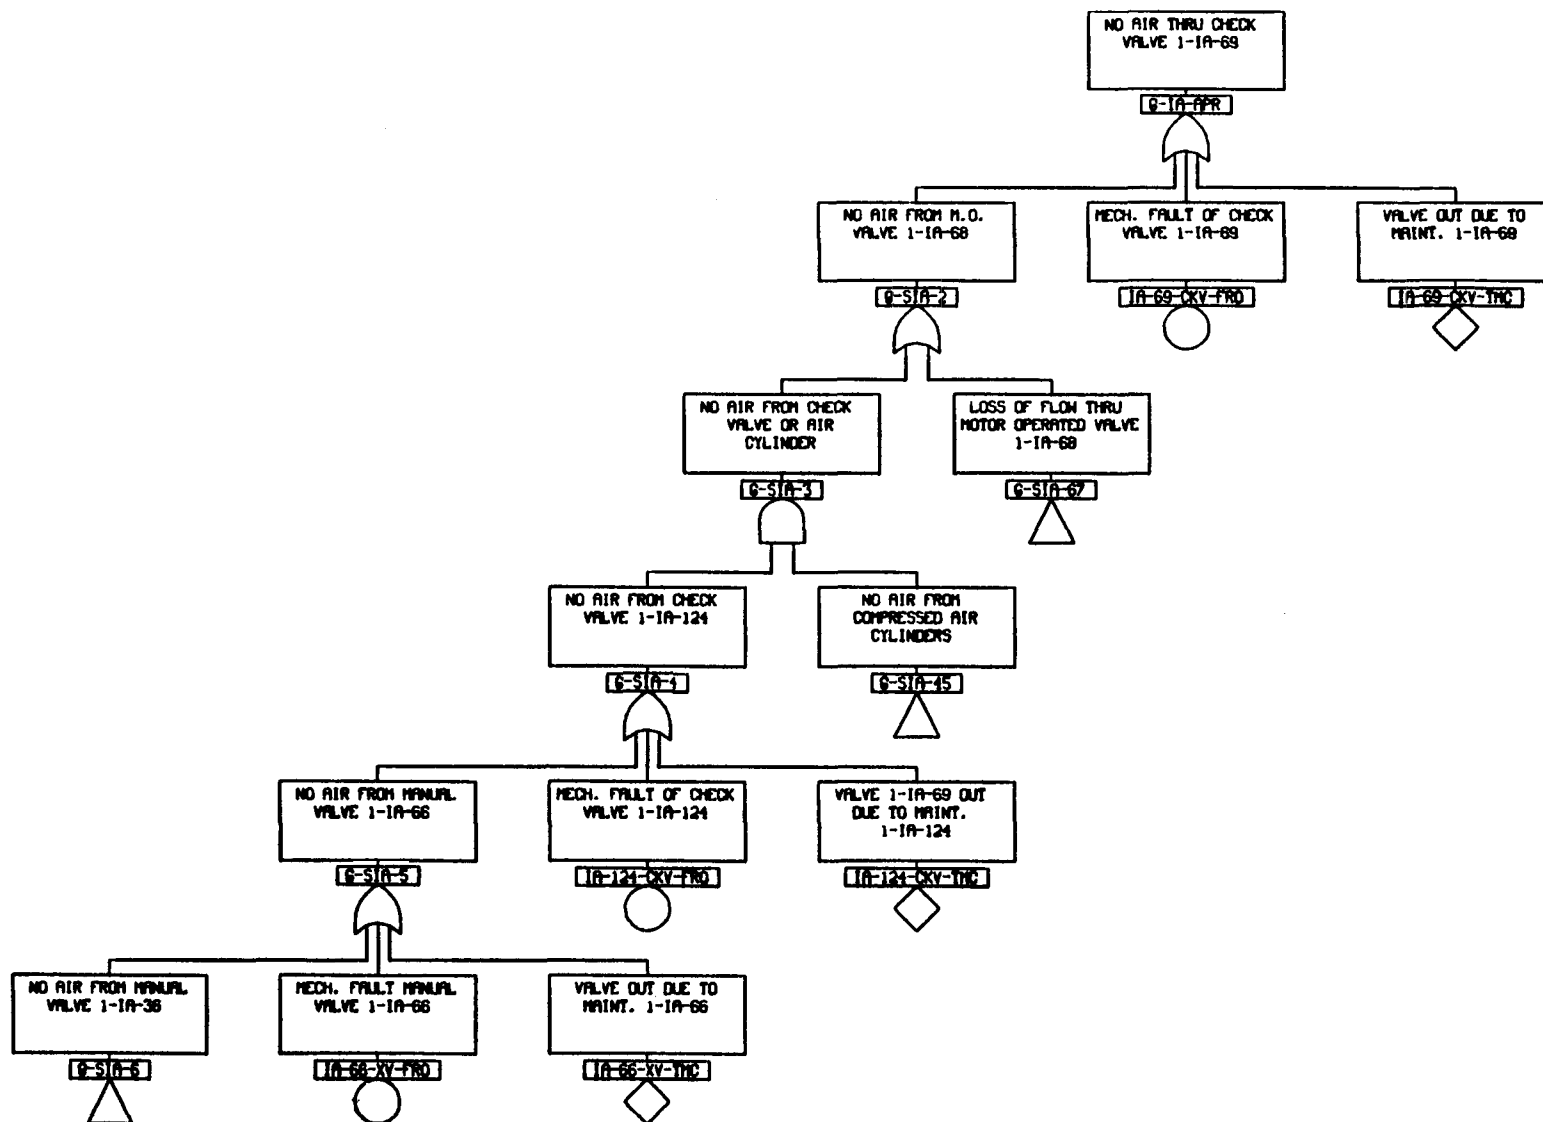 NO AIR THRU CHECK
VALVE 1-IA-69
G-IA-APR
NO AIR FROM M.O.
VALVE 1-IA-68
G-SIA-2
MECH. FAULT OF CHECK
VALVE 1-IA-69
IA-69-CKV-FRO
VALVE OUT DUE TO
MAINT. 1-IA-69
IA-69-CKV-TMC
NO AIR FROM CHECK
VALVE OR AIR
CYLINDER
G-SIA-3
LOSS OF FLOW THRU
MOTOR OPERATED VALVE
1-IA-68
G-SIA-67
NO AIR FROM CHECK
VALVE 1-IA-124
G-SIA-4
NO AIR FROM
COMPRESSED AIR
CYLINDERS
G-SIA-45
NO AIR FROM MANUAL
VALVE 1-IA-66
G-SIA-5
MECH. FAULT OF CHECK
VALVE 1-IA-124
IA-124-CKV-FRO
VALVE 1-IA-69 OUT
DUE TO MAINT.
1-IA-124
IA-124-CKV-TMC
NO AIR FROM MANUAL
VALVE 1-IA-36
G-SIA-6
MECH. FAULT MANUAL
VALVE 1-IA-66
IA-66-XV-FRO
VALVE OUT DUE TO
MAINT. 1-IA-66
IA-66-XV-TMC